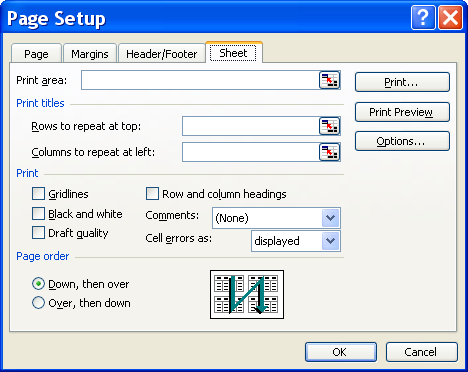 Page Setup
Page Margins Header/Footer Sheet
Print area: Print...
Print titles Print Preview
Rows to repeat at top:
Columns to repeat at left: Options...
Print
Gridlines Row and column headings
Black and white Comments: (None)
Draft quality Cell errors as: displayed
Page order
Down, then over
Over, then down
OK Cancel